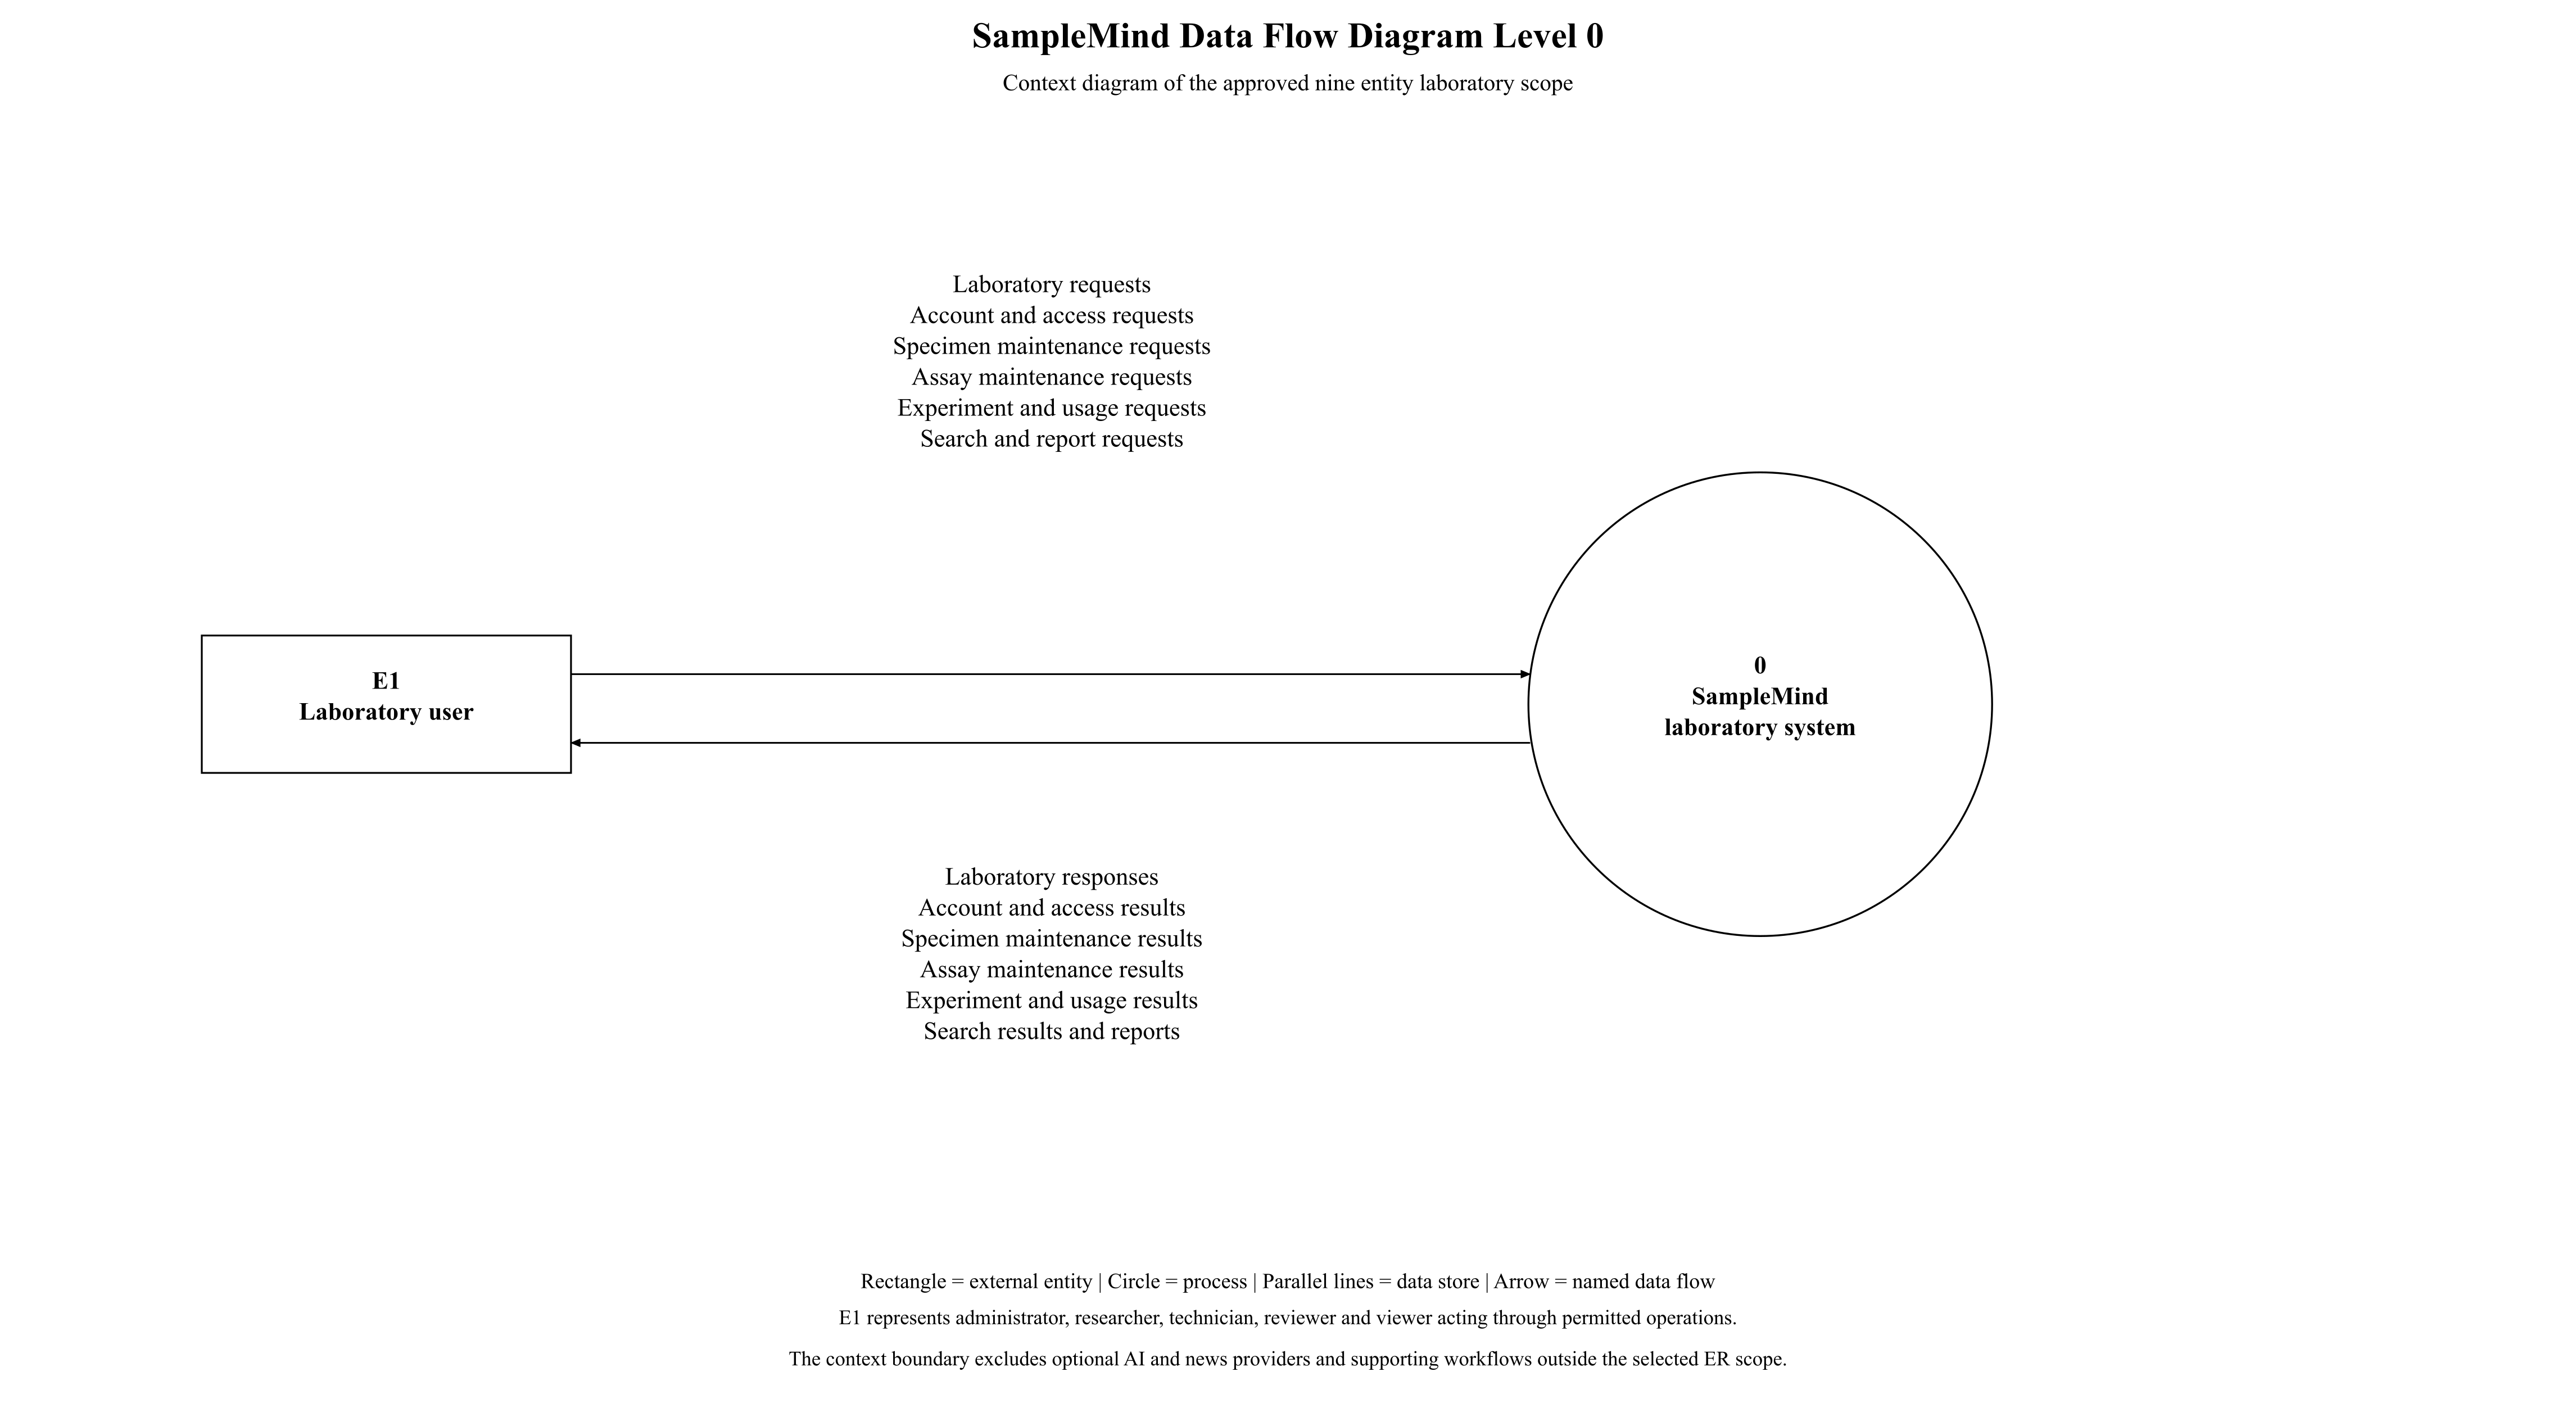 SampleMind Data Flow Diagram Level 0
Context diagram of the approved nine entity laboratory scope
Laboratory requests
Account and access requests
Specimen maintenance requests
Assay maintenance requests
Experiment and usage requests
Search and report requests
E1
Laboratory user
0
SampleMind
laboratory system
Laboratory responses
Account and access results
Specimen maintenance results
Assay maintenance results
Experiment and usage results
Search results and reports
Rectangle = external entity | Circle = process | Parallel lines = data store | Arrow = named data flow
E1 represents administrator, researcher, technician, reviewer and viewer acting through permitted operations.
The context boundary excludes optional AI and news providers and supporting workflows outside the selected ER scope.